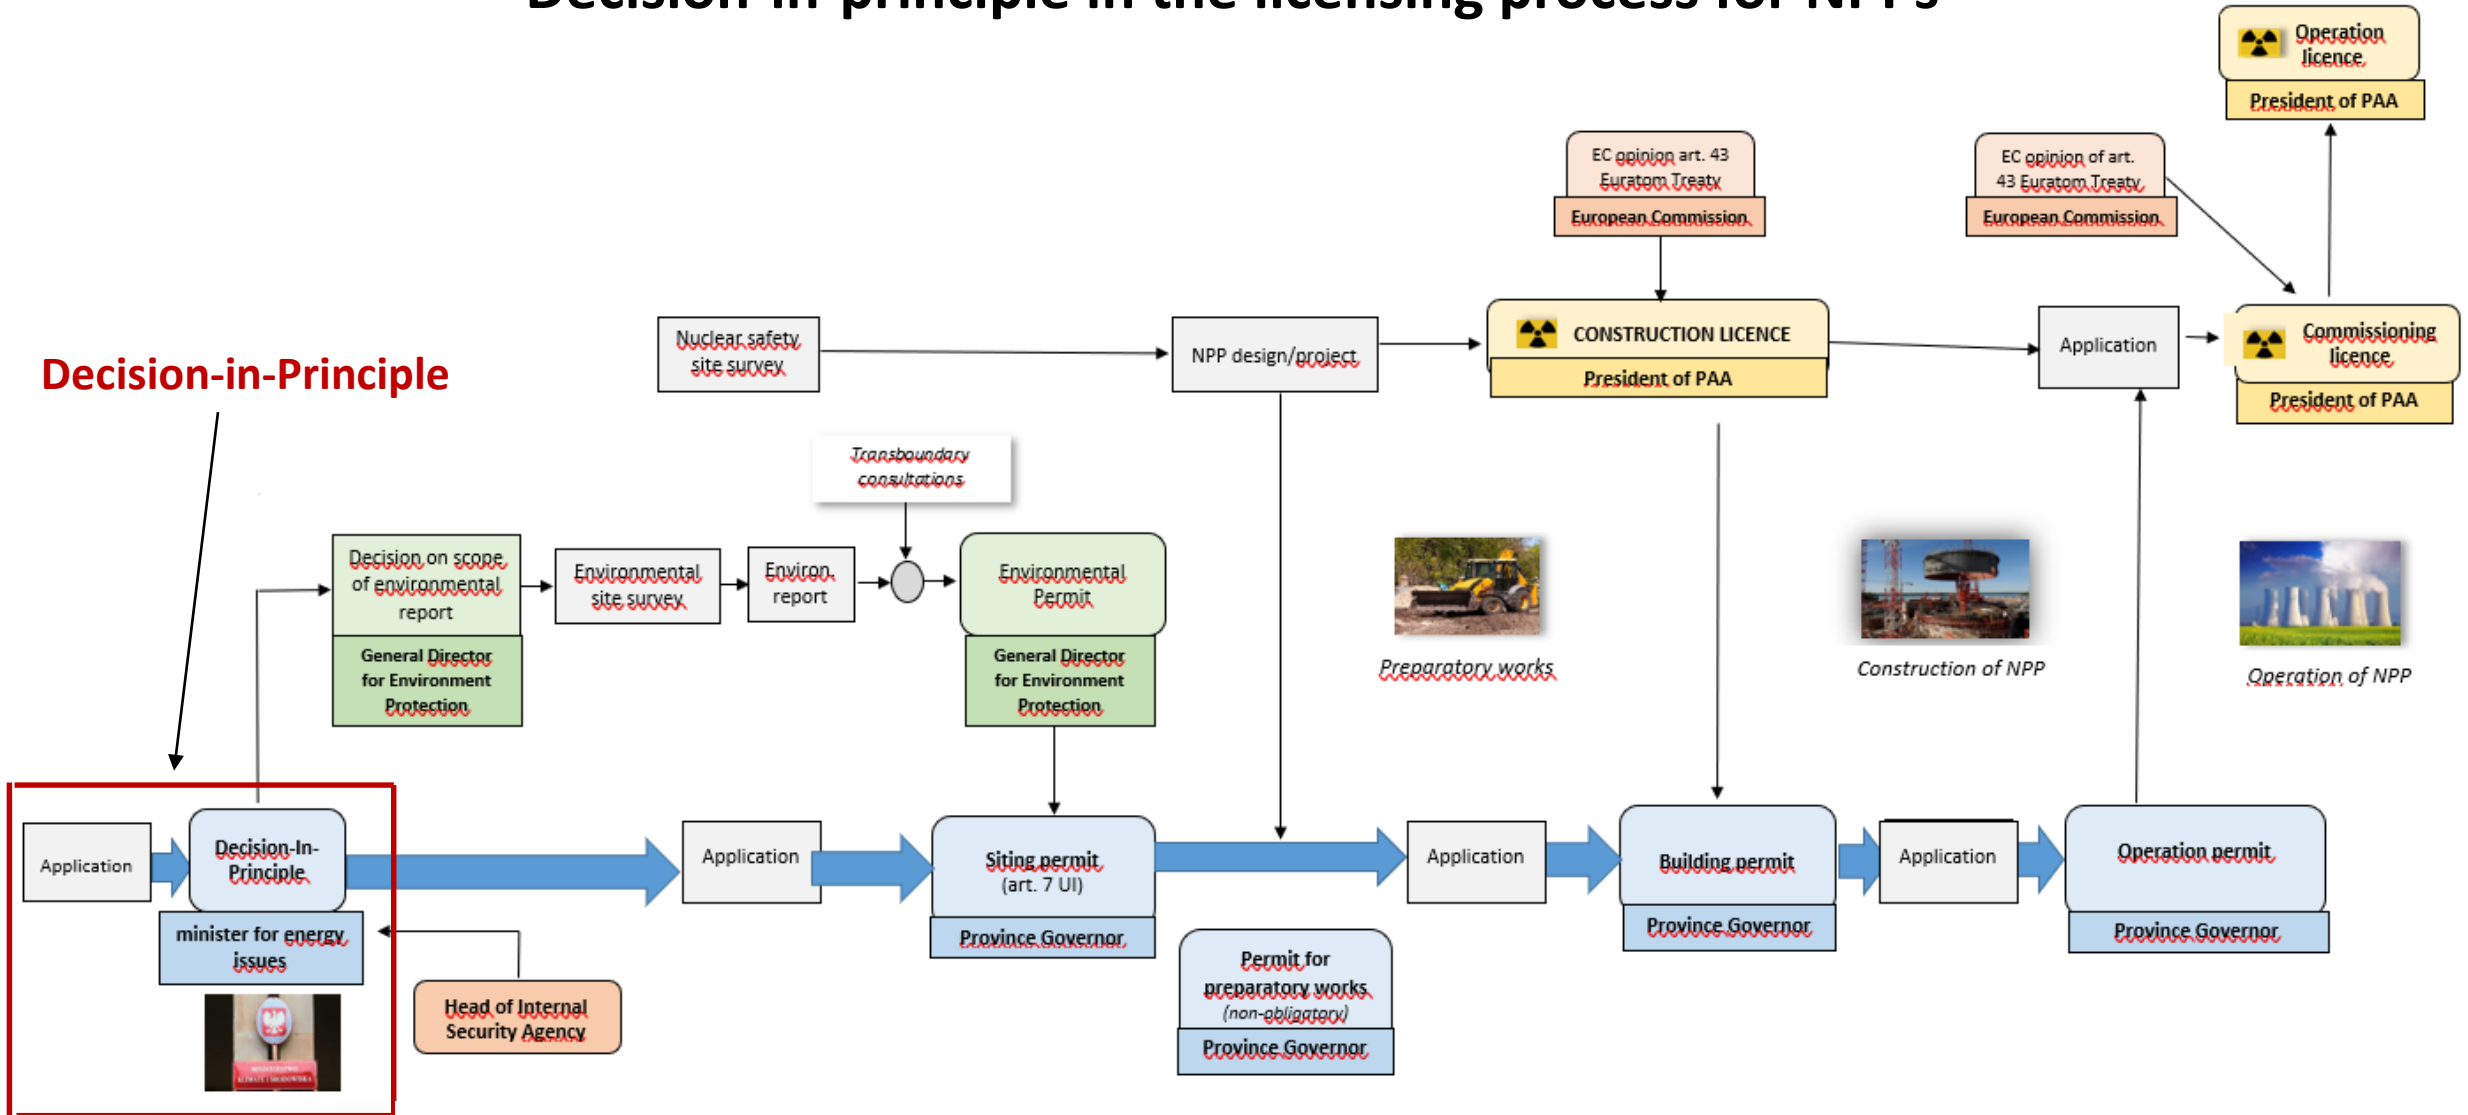 Decision-in-principle in the licensing process for NPPs
Operation
licence
President of PAA
EC opinion art. 43
Euratom Treaty
European Commission
EC opinion of art.
43 Euratom Treaty
European Commission
Nuclear safety
site survey
NPP design/project
CONSTRUCTION LICENCE
President of PAA
Application
Commissioning
licence
President of PAA
Decision-in-Principle
Transboundary
consultations
Decision on scope
of environmental
report
General Director
for Environment
Protection
Environmental
site survey
Environ.
report
Environmental
Permit
General Director
for Environment
Protection
Preparatory works
Construction of NPP
Operation of NPP
Application
Decision-In-
Principle
minister for energy
issues
MINISTERSTWO
KLIMATU I ŚRODOWISKA
Head of Internal
Security Agency
Application
Siting permit
(art. 7 UI)
Province Governor
Permit for
preparatory works
(non-obligatory)
Province Governor
Application
Building permit
Province Governor
Application
Operation permit
Province Governor